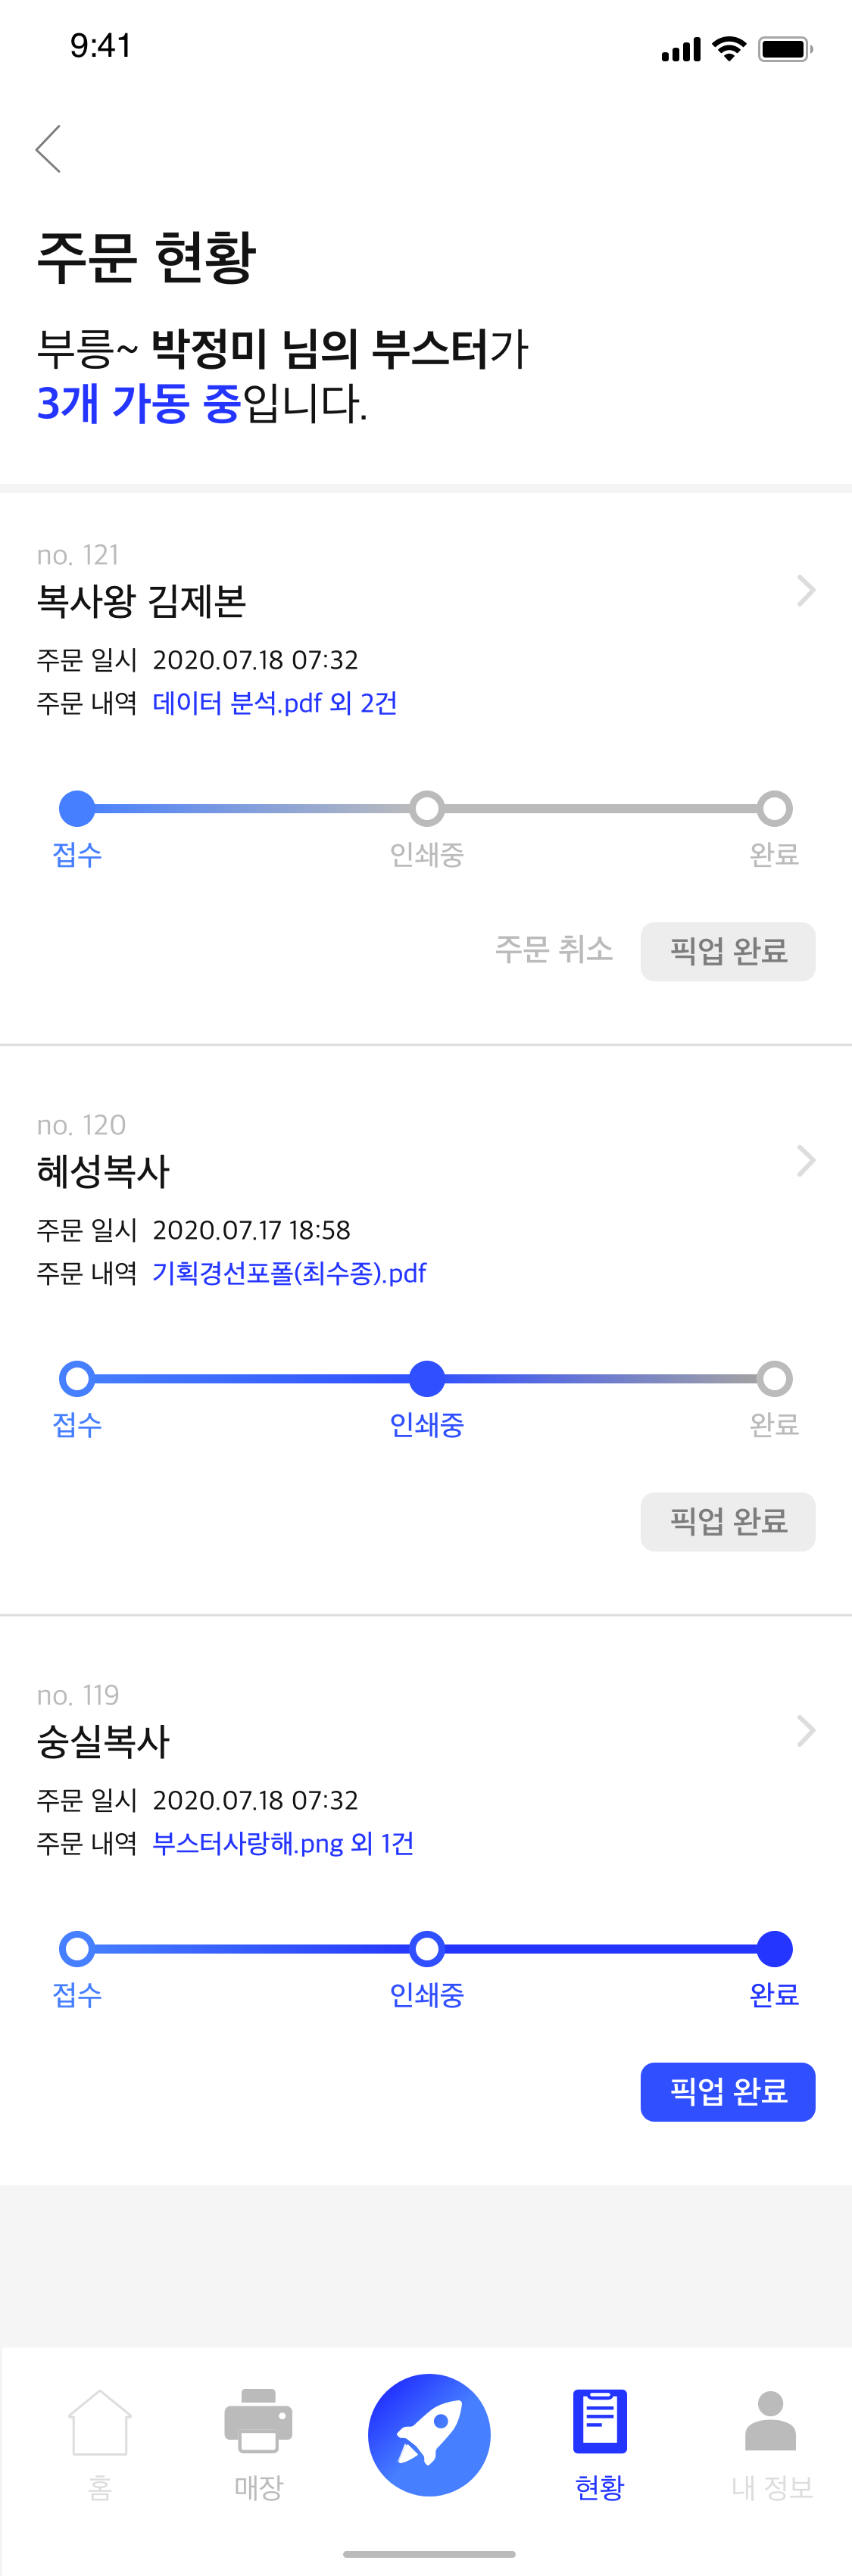 9:41
주문 현황
부릉~ 박정미 님의 부스터가
3개 가동 중입니다.
no. 121
복사왕 김제본
주문 일시 2020.07.18 07:32
주문 내역 데이터 분석.pdf 외 2건
접수 인쇄중 완료
주문 취소 픽업 완료
no. 120
혜성복사
주문 일시 2020.07.17 18:58
주문 내역 기획경선포폴(최수종).pdf
접수 인쇄중 완료
픽업 완료
no. 119
숭실복사
주문 일시 2020.07.18 07:32
주문 내역 부스터사랑해.png 외 1건
접수 인쇄중 완료
픽업 완료
홈 매장 현황 내 정보